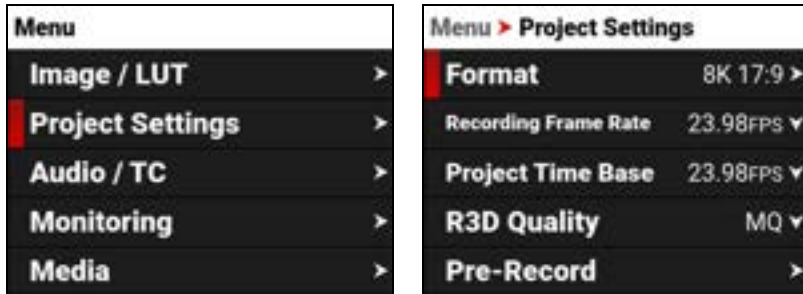 Menu
Image / LUT
Project Settings
Audio / TC
Monitoring
Media
Menu > Project Settings
Format 8K 17:9 >
Recording Frame Rate 23.98FPS
Project Time Base 23.98FPS
R3D Quality MQ
Pre-Record